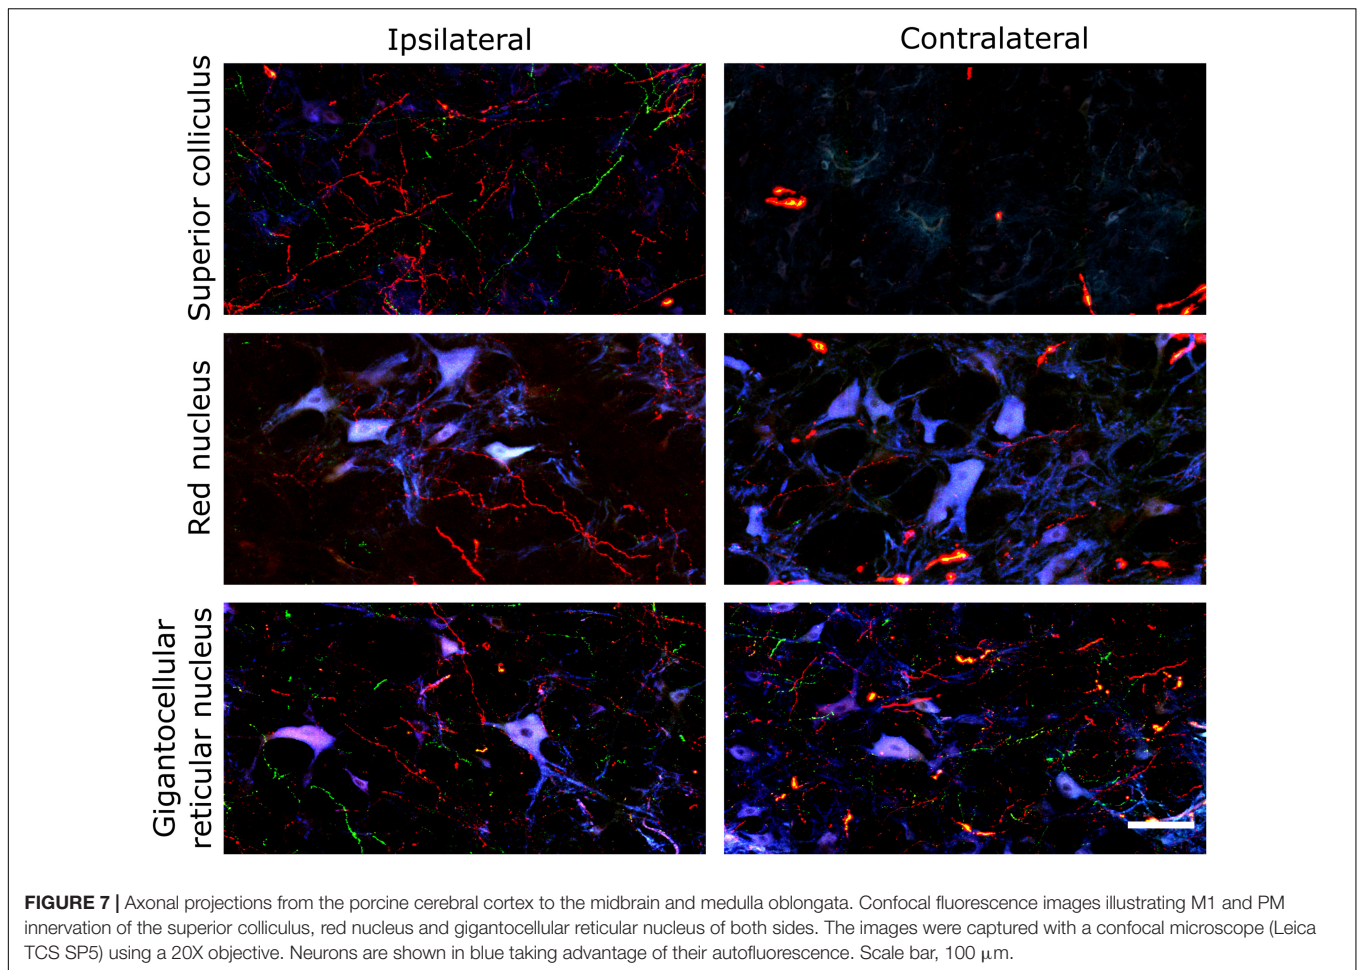 Ipsilateral
Contralateral
Superior colliculus
Red nucleus
Gigantocellular
reticular nucleus
FIGURE 7 | Axonal projections from the porcine cerebral cortex to the midbrain and medulla oblongata. Confocal fluorescence images illustrating M1 and PM
innervation of the superior colliculus, red nucleus and gigantocellular reticular nucleus of both sides. The images were captured with a confocal microscope (Leica
TCS SP5) using a 20X objective. Neurons are shown in blue taking advantage of their autofluorescence. Scale bar, 100 μm.